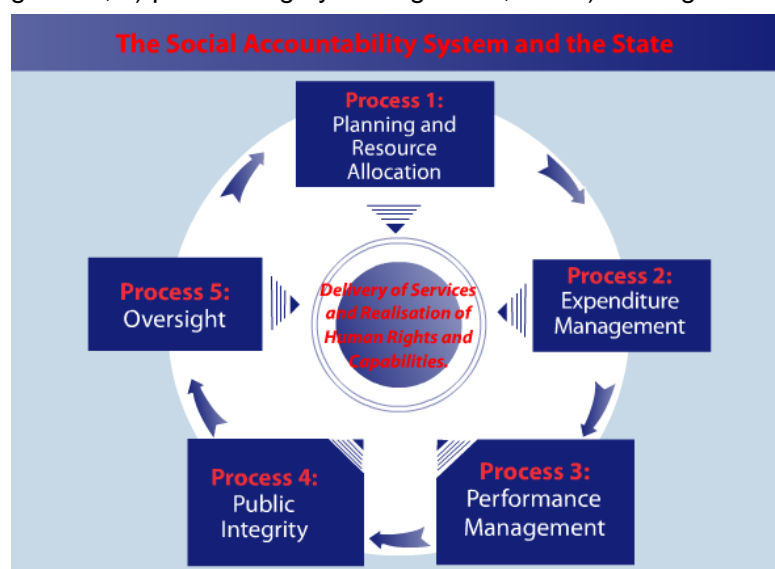 The Social Accountability System and the State
Process 1:
Planning and
Resource
Allocation
Process 2:
Expenditure
Management
Process 3:
Performance
Management
Process 4:
Public
Integrity
Process 5:
Oversight
Delivery of Services
and Realisation of
Human Rights and
Capabilities.